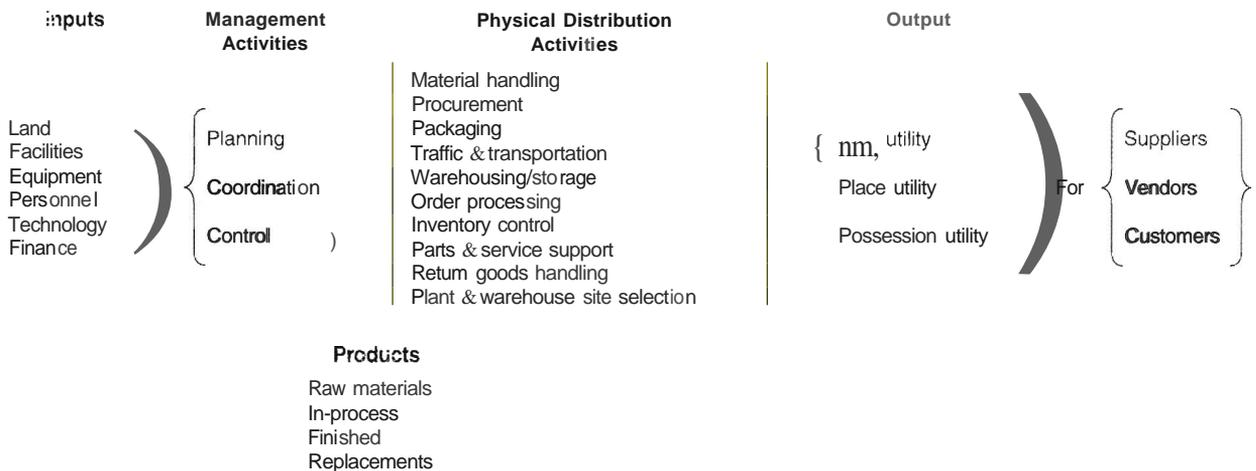 Inputs
Management
Activities
Physical Distribution
Activities
Output
Land
Facilities
Equipment
Personnel
Technology
Finance
Planning
Coordination
Control
)
Material handling
Procurement
Packaging
Traffic & transportation
Warehousing/storage
Order processing
Inventory control
Parts & service support
Retum goods handling
Plant & warehouse site selection
{ nm, utility
Place utility
Possession utility
For
Suppliers
Vendors
Customers
Products
Raw materials
In-process
Finished
Replacements